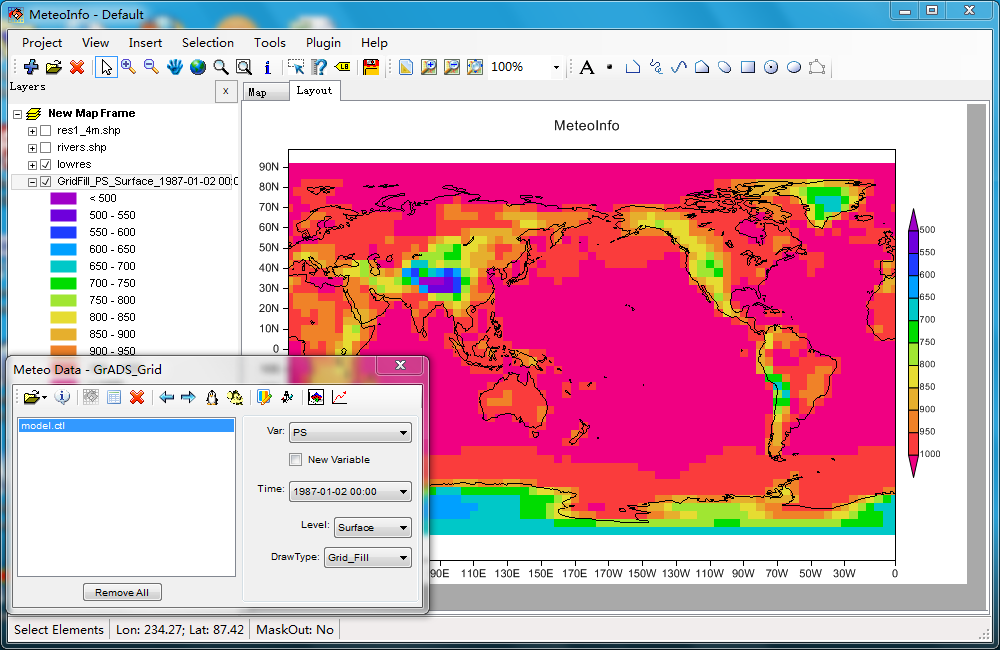 MeteoInfo - Default
Project View Insert Selection Tools Plugin Help
A 100%
Layers x
Map Layout
New Map Frame
res1_4m.shp
rivers.shp
lowres
GridFill_PS_Surface_1987-01-02 00:0
< 500
500 - 550
550 - 600
600 - 650
650 - 700
700 - 750
750 - 800
800 - 850
850 - 900
900 - 950
MeteoInfo
90N
80N
70N
60N
50N
40N
30N
20N
10N
0
90E 110E 130E 150E 170E 170W 150W 130W 110W 90W 70W 50W 30W 0
500
550
600
650
700
750
800
850
900
950
1000
Meteo Data - GrADS_Grid
model.ctl
Var: PS
New Variable
Time: 1987-01-02 00:00
Level: Surface
DrawType: Grid_Fill
Remove All
Select Elements Lon: 234.27; Lat: 87.42 MaskOut: No